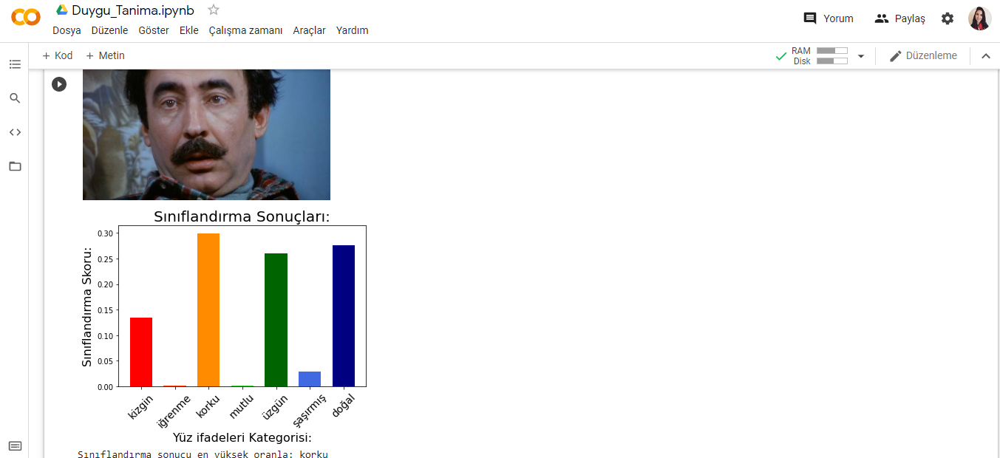 Duygu_Tanima.ipynb
Dosya Düzenle Göster Ekle Çalışma zamanı Araçlar Yardım
Yorum Paylaş
+ Kod + Metin
RAM
Disk
Düzenleme
Sınıflandırma Sonuçları:
Sınıflandırma Skoru:
0.30
0.25
0.20
0.15
0.10
0.05
0.00
kizgin iğrenme korku mutlu üzgün şaşırmış doğal
Yüz ifadeleri Kategorisi:
Sınıflandırma sonucu en yüksek oranla: korku